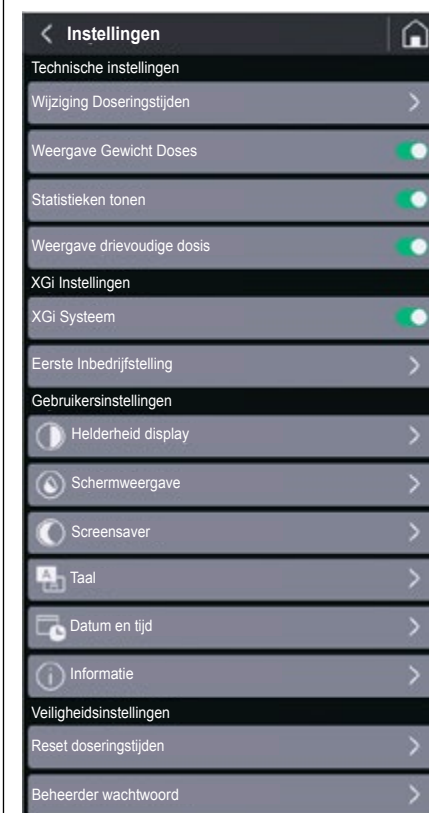 Instellingen
Technische instellingen
Wijziging Doseringstijden
Weergave Gewicht Doses
Statistieken tonen
Weergave drievoudige dosis
XGi Instellingen
XGi Systeem
Eerste Inbedrijfstelling
Gebruikersinstellingen
Helderheid display
Schermweergave
Screensaver
Taal
Datum en tijd
Informatie
Veiligheidsinstellingen
Reset doseringstijden
Beheerder wachtwoord